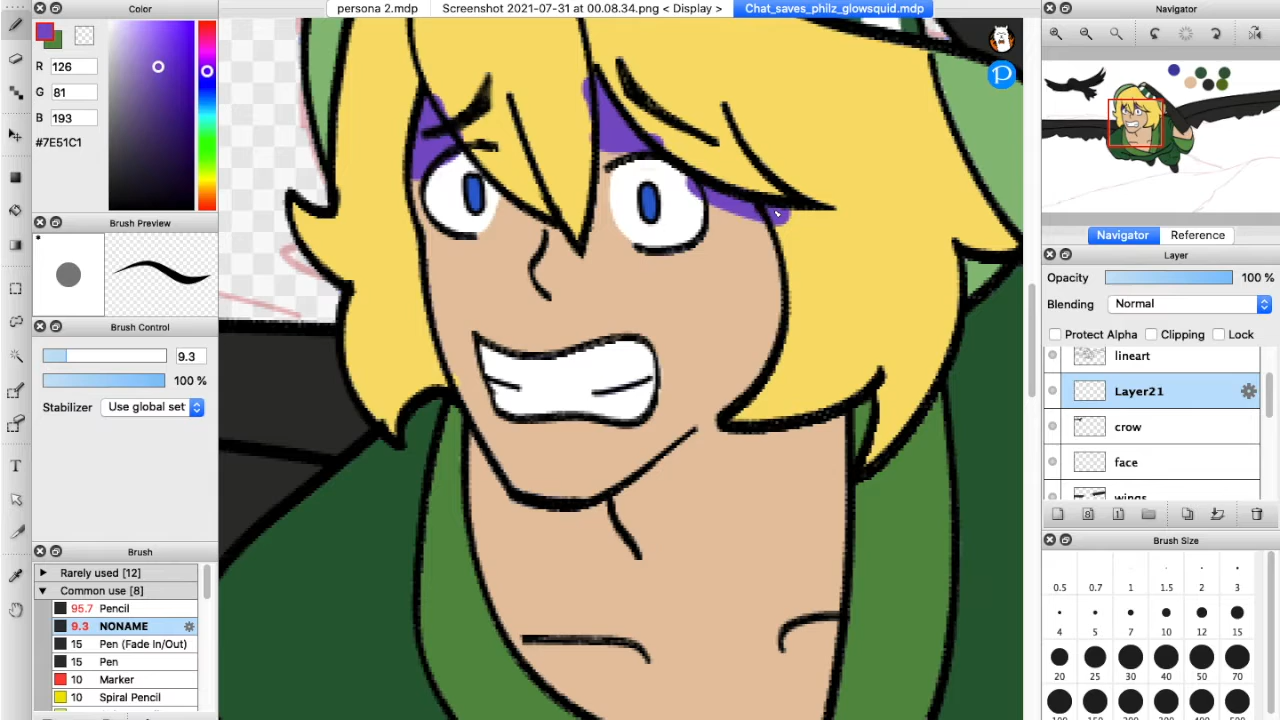 Color
persona 2.mdp
Screenshot 2021-07-31 at 00.08.34.png < Display >
Chat_saves_philz_glowsquid.mdp
Navigator
R 126
G 81
B 193
#7E51C1
Brush Preview
Navigator
Reference
Layer
Opacity 100 %
Blending Normal
Protect Alpha Clipping Lock
Brush Control
9.3
100 %
Stabilizer Use global set
lineart
Layer21
crow
face
wings
8 1
Brush
Brush Size
Rarely used [12]
Common use [8]
95.7 Pencil
9.3 NONAME
15 Pen (Fade In/Out)
15 Pen
10 Marker
10 Spiral Pencil
T
P
0.5 0.7 1 1.5 2 3
4 5 7 10 12 15
20 25 30 40 50 70